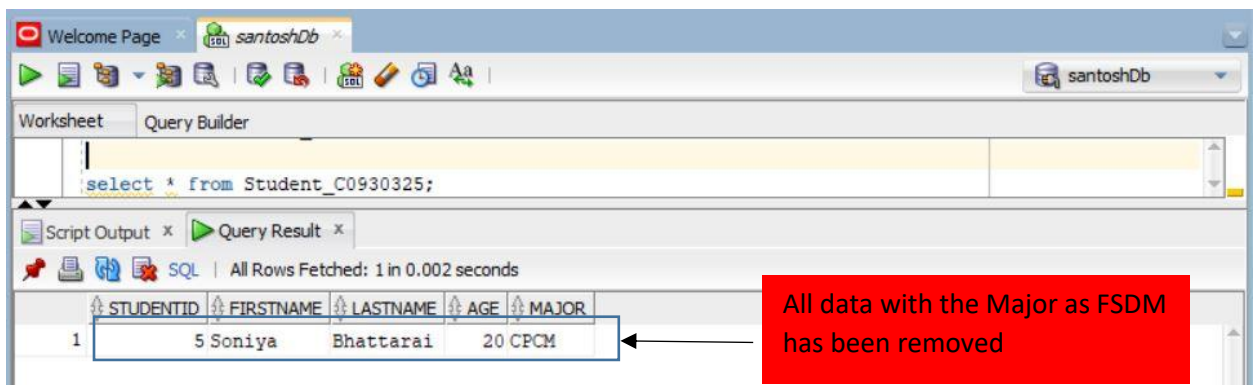 Welcome Page santoshDb
santoshDb
Worksheet Query Builder
select * from Student_C0930325;
Script Output Query Result
SQL | All Rows Fetched: 1 in 0.002 seconds
STUDENTID FIRSTNAME LASTNAME AGE MAJOR
1 5 Soniya Bhattarai 20 CPCM
All data with the Major as FSDM
has been removed